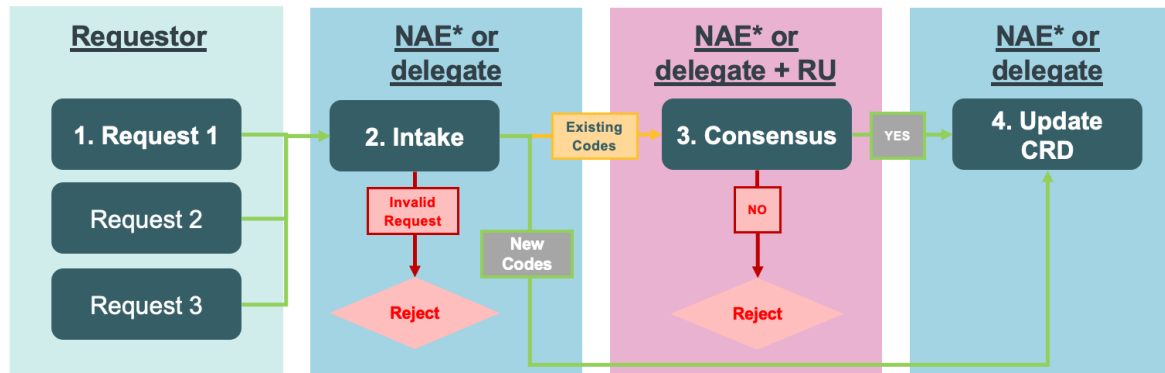 Requestor
1. Request 1
Request 2
Request 3
NAE* or
delegate
2. Intake
Invalid
Request
Reject
Existing
Codes
New
Codes
NAE* or
delegate + RU
3. Consensus
NO
Reject
YES
NAE* or
delegate
4. Update
CRD